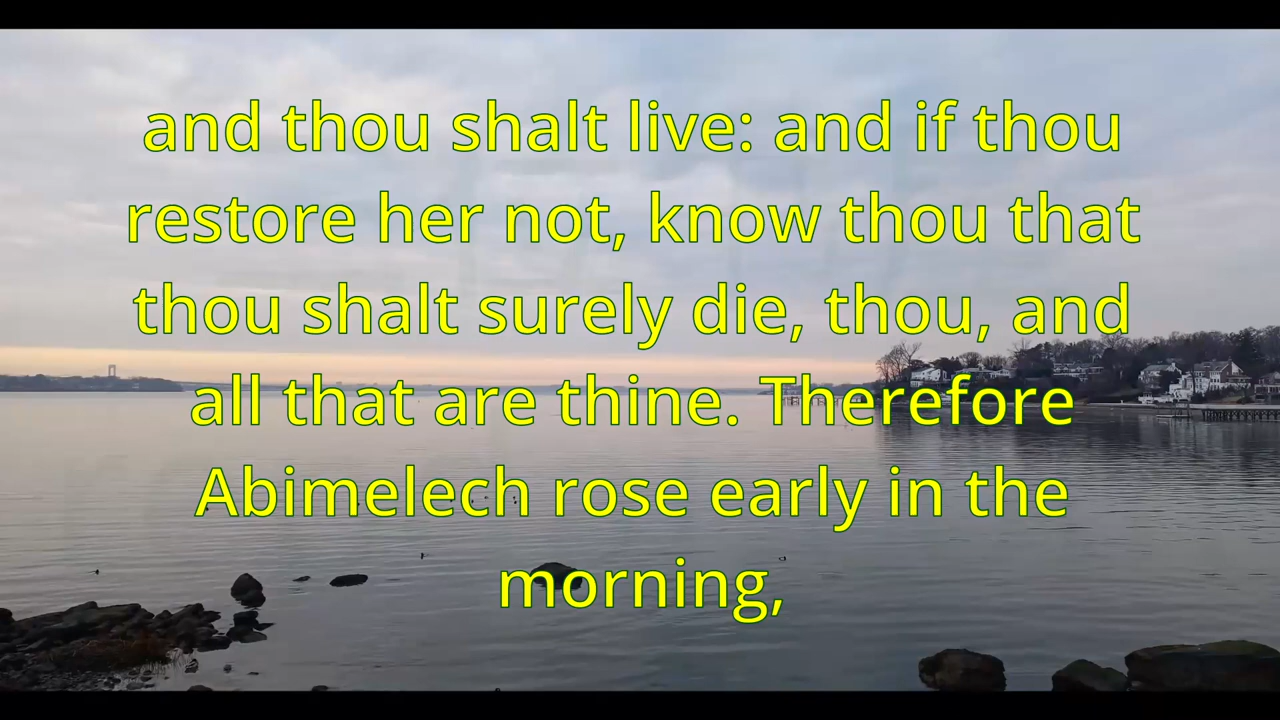 and thou shalt live: and if thou
restore her not, know thou that
thou shalt surely die, thou, and
all that are thine. Therefore
Abimelech rose early in the
morning,